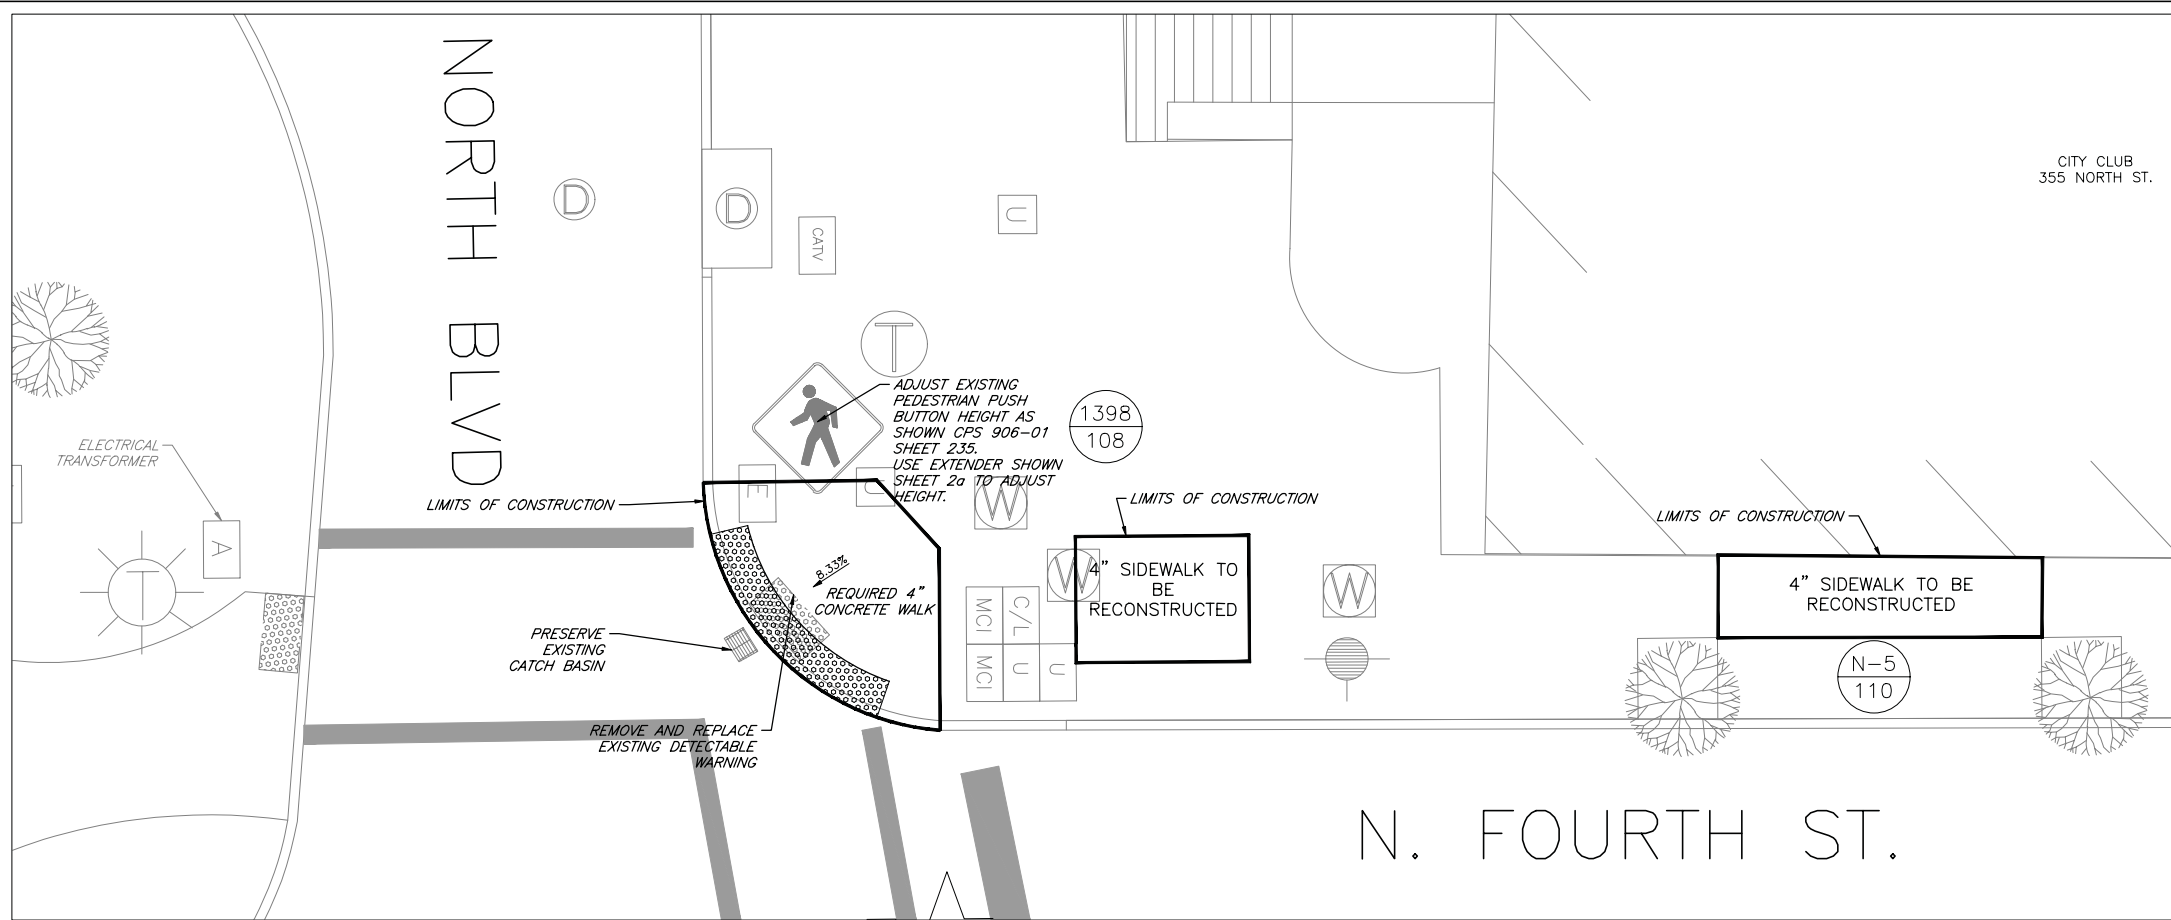 NORTH BLVD
D
D
CATV
U
CITY CLUB
355 NORTH ST.
T
ADJUST EXISTING
PEDESTRIAN PUSH
BUTTON HEIGHT AS
SHOWN CPS 906-01
SHEET 235.
USE EXTENDER SHOWN
SHEET 2a TO ADJUST
HEIGHT.
1398
108
ELECTRICAL
TRANSFORMER
A
T
LIMITS OF CONSTRUCTION
E
U
W
LIMITS OF CONSTRUCTION
LIMITS OF CONSTRUCTION
8.33%
REQUIRED 4"
CONCRETE WALK
W
4" SIDEWALK TO
BE
RECONSTRUCTED
W
4" SIDEWALK TO BE
RECONSTRUCTED
MCI
C/L
MCI
U
U
PRESERVE
EXISTING
CATCH BASIN
N-5
110
REMOVE AND REPLACE
EXISTING DETECTABLE
WARNING
N. FOURTH ST.